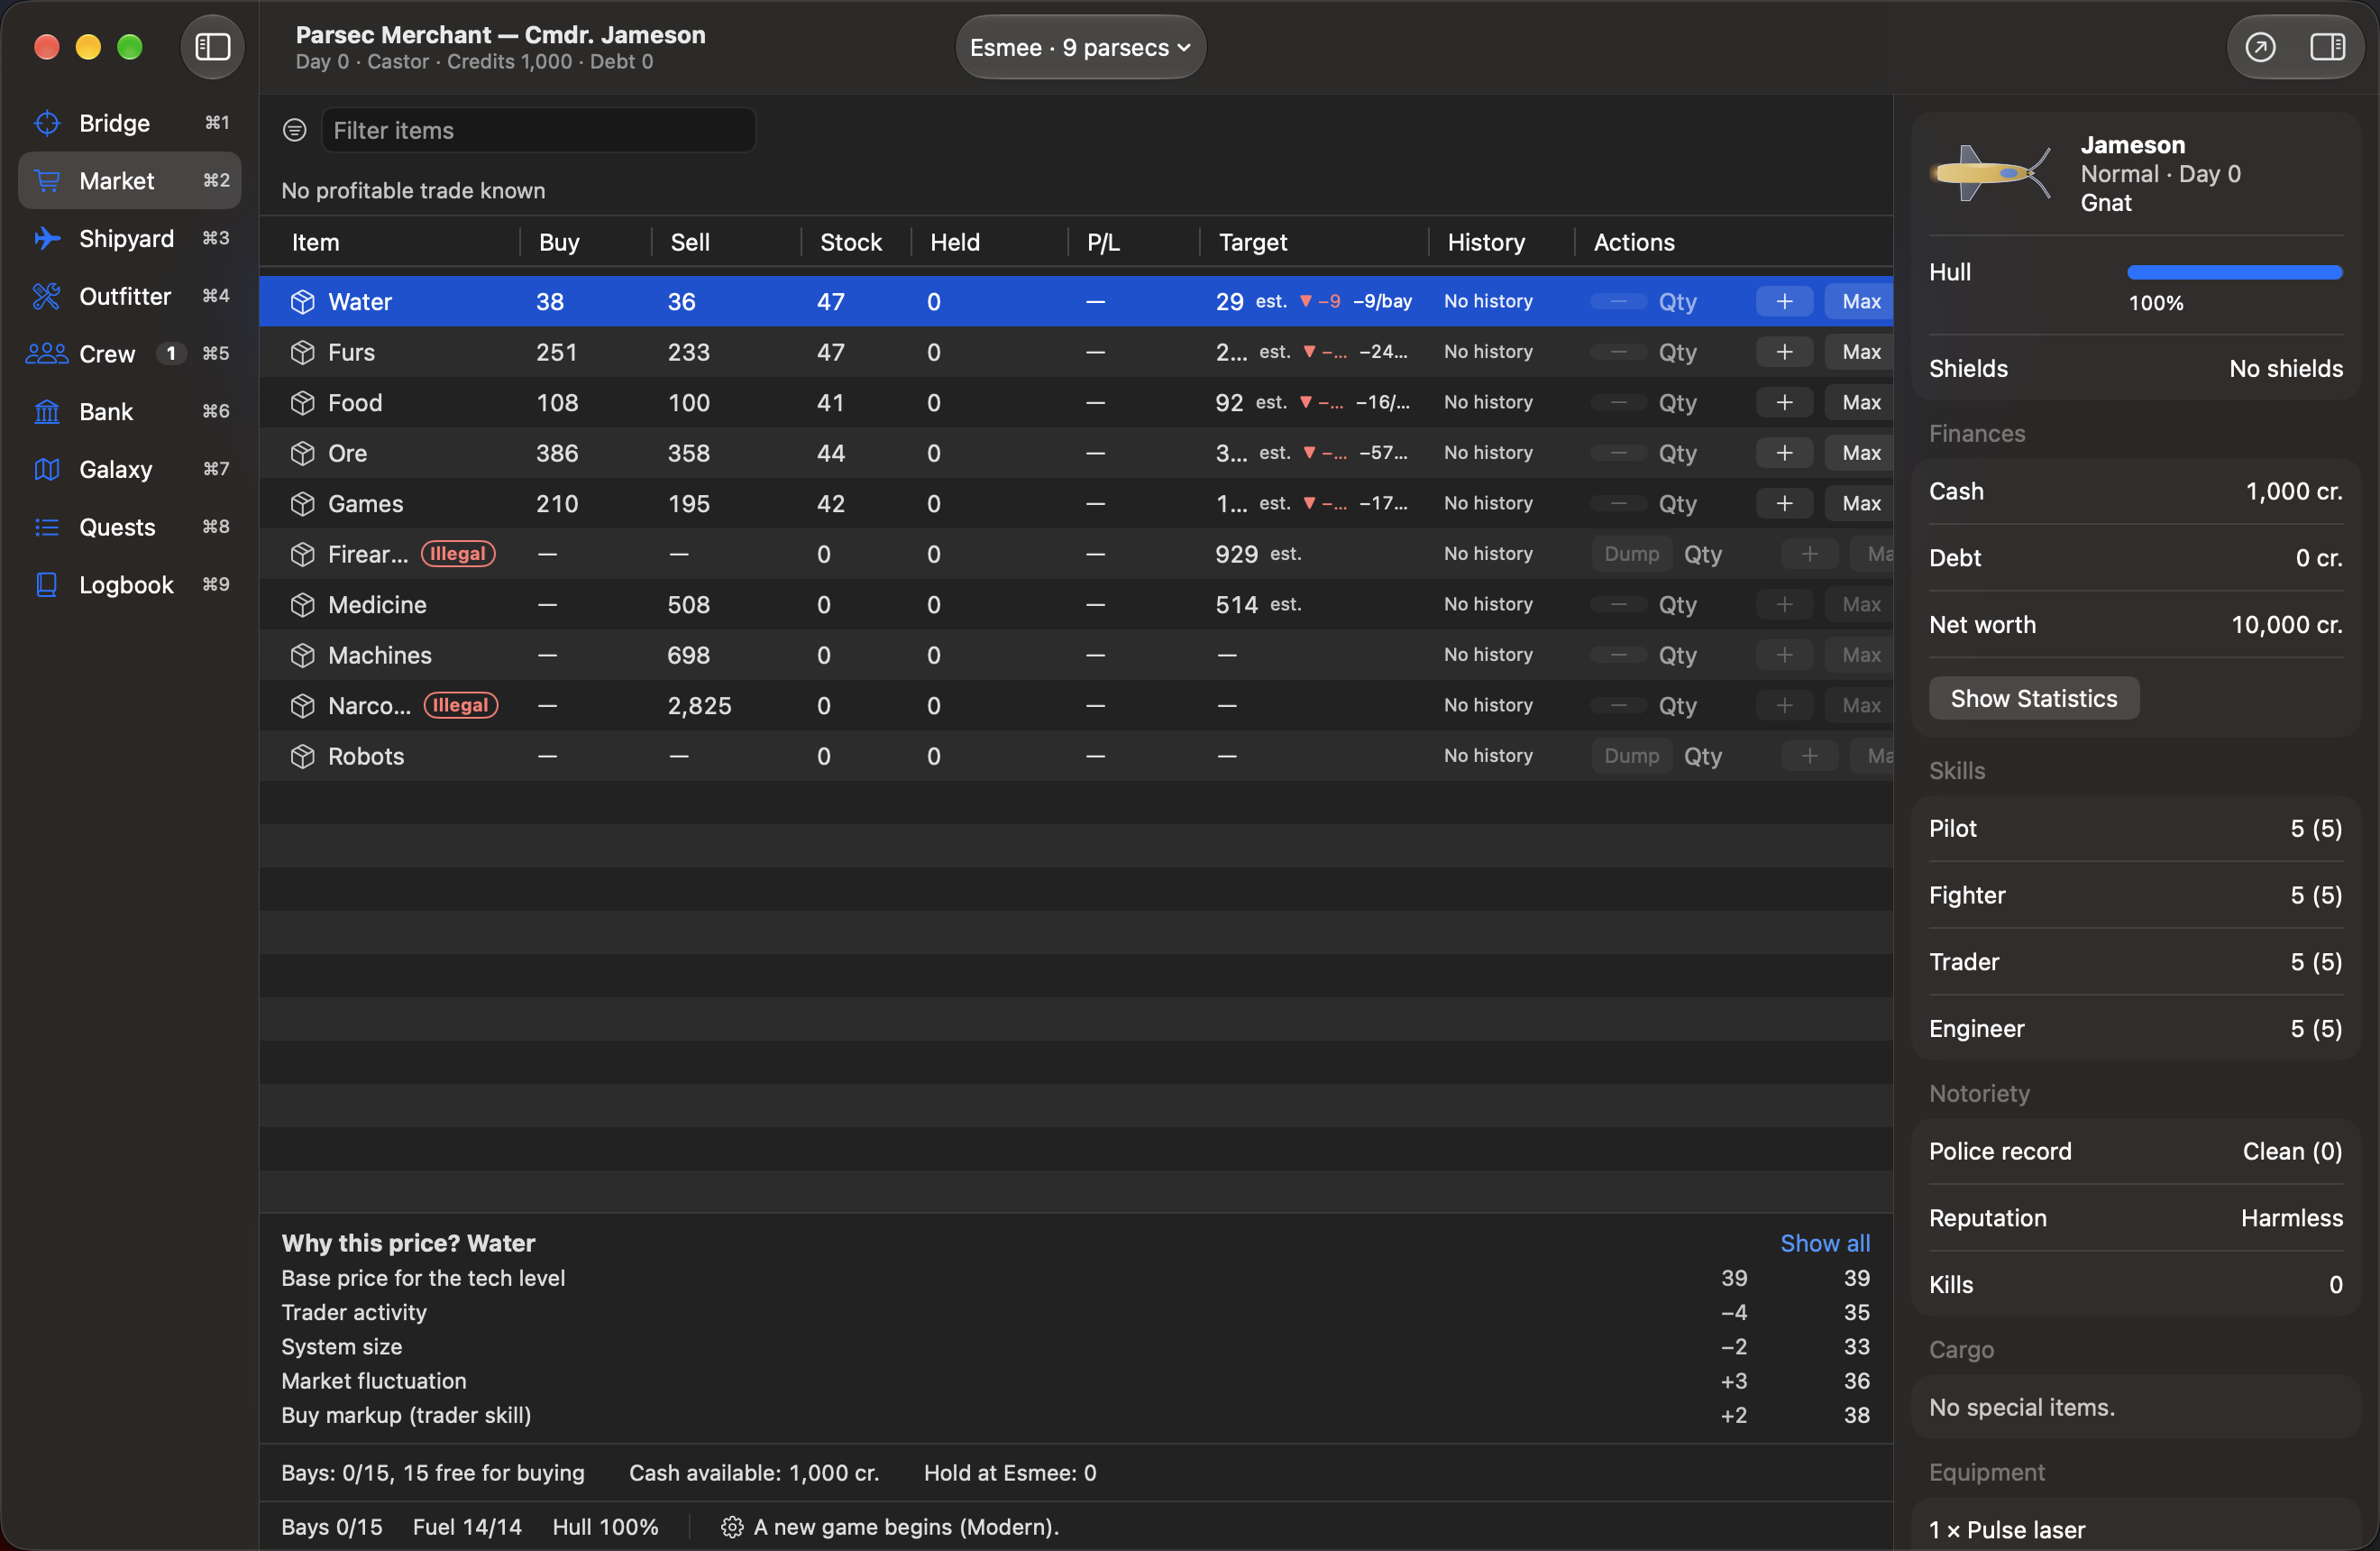 Parsec Merchant — Cmdr. Jameson
Day 0 · Castor · Credits 1,000 · Debt 0
Esmee · 9 parsecs
Bridge ⌘1
Market ⌘2
Shipyard ⌘3
Outfitter ⌘4
Crew 1 ⌘5
Bank ⌘6
Galaxy ⌘7
Quests ⌘8
Logbook ⌘9
Filter items
No profitable trade known
Item Buy Sell Stock Held P/L Target History Actions
Water 38 36 47 0 — 29 est. ▼ −9 −9/bay No history — Qty + Max
Furs 251 233 47 0 — 2... est. ▼ −... −24... No history — Qty + Max
Food 108 100 41 0 — 92 est. ▼ −... −16/... No history — Qty + Max
Ore 386 358 44 0 — 3... est. ▼ −... −57... No history — Qty + Max
Games 210 195 42 0 — 1... est. ▼ −... −17... No history — Qty + Max
Firear... Illegal — — 0 0 — 929 est. No history Dump Qty + Ma
Medicine — 508 0 0 — 514 est. No history — Qty + Max
Machines — 698 0 0 — — No history — Qty + Max
Narco... Illegal — 2,825 0 0 — — No history — Qty + Max
Robots — — 0 0 — — No history Dump Qty + Ma
Why this price? Water Show all
Base price for the tech level 39 39
Trader activity −4 35
System size −2 33
Market fluctuation +3 36
Buy markup (trader skill) +2 38
Bays: 0/15, 15 free for buying Cash available: 1,000 cr. Hold at Esmee: 0
Bays 0/15 Fuel 14/14 Hull 100% A new game begins (Modern).
Jameson
Normal · Day 0
Gnat
Hull
100%
Shields No shields
Finances
Cash 1,000 cr.
Debt 0 cr.
Net worth 10,000 cr.
Show Statistics
Skills
Pilot 5 (5)
Fighter 5 (5)
Trader 5 (5)
Engineer 5 (5)
Notoriety
Police record Clean (0)
Reputation Harmless
Kills 0
Cargo
No special items.
Equipment
1 × Pulse laser